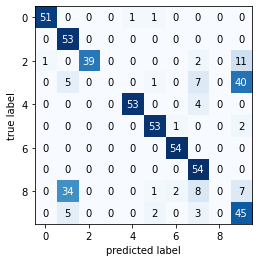 0 51 0 0 0 1 1 0 0 0 0
0 53 0 0 0 0 0 0 0 0
2 1 0 39 0 0 0 0 2 0 11
0 5 0 0 0 1 0 7 0 40
4 0 0 0 0 53 0 0 4 0 0
0 0 0 0 0 53 1 0 0 2
6 0 0 0 0 0 0 54 0 0 0
0 0 0 0 0 0 0 54 0 0
8 0 34 0 0 0 1 2 8 0 7
0 5 0 0 0 2 0 3 0 45
0 2 4 6 8
predicted label
true label